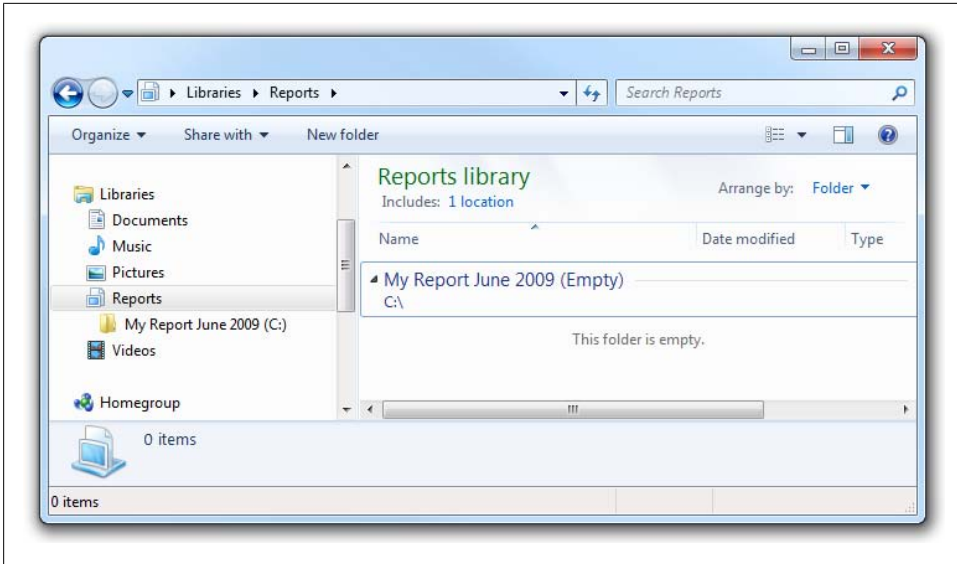 Libraries Reports
Search Reports
Organize Share with New folder
Libraries
Documents
Music
Pictures
Reports
My Report June 2009 (C:)
Videos
Homegroup
Reports library
Includes: 1 location
Arrange by: Folder
Name Date modified Type
My Report June 2009 (Empty)
C:\
This folder is empty.
0 items
0 items